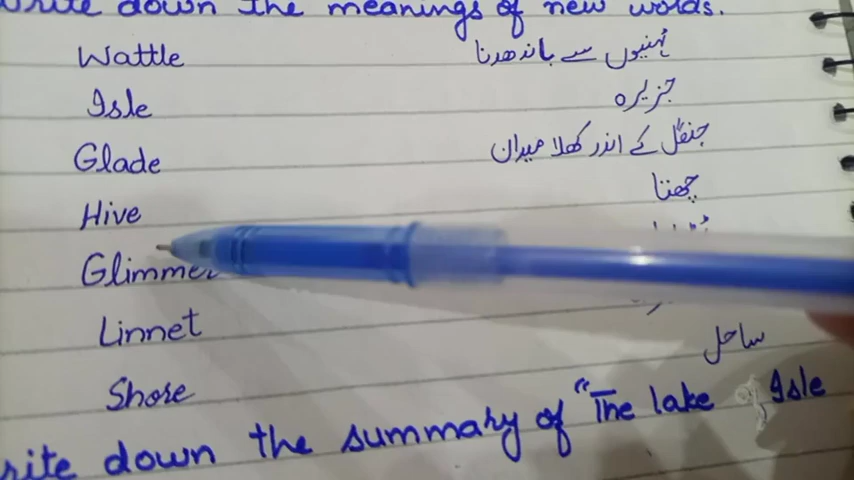 write down the meanings of new words.
Wattle ٹہنیوں سے باندھنا
Isle جزیرہ
Glade جنگل کے اندر کھلا میدان
Hive چھتا
Glimmer
Linnet
Shore ساحل
rite down the summary of "The lake Isle